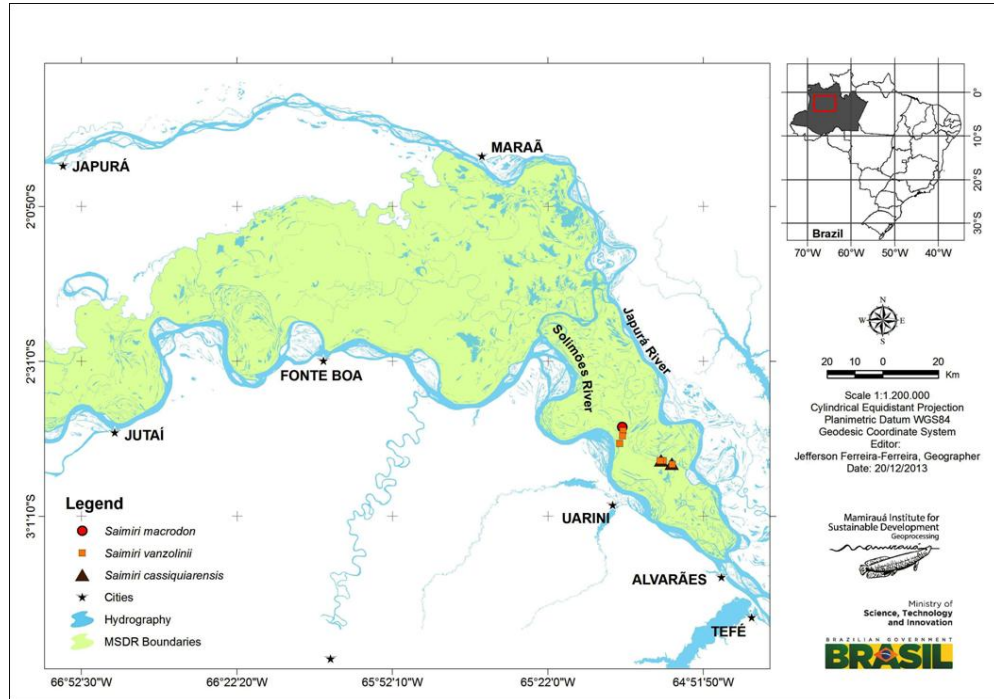 JAPURÁ
MARAÃ
Japurá River
Solimões River
FONTE BOA
JUTAÍ
UARINI
ALVARÃES
TEFÉ
2°0'50"S
2°31'0"S
3°1'10"S
66°52'30"W
66°22'20"W
65°52'10"W
65°22'0"W
64°51'50"W
Legend
Saimiri macrodon
Saimiri vanzolinii
Saimiri cassiquiarensis
Cities
Hydrography
MSDR Boundaries
0°
10°S
20°S
30°S
Brazil
70°W 60°W 50°W 40°W
N
W E
S
20 10 0 20
Km
Scale 1:1.200.000
Cylindrical Equidistant Projection
Planimetric Datum WGS84
Geodesic Coordinate System
Editor:
Jefferson Ferreira-Ferreira, Geographer
Date: 20/12/2013
Mamirauá Institute for
Sustainable Development
Geoprocessing
mamirauá
Ministry of
Science, Technology
and Innovation
BRAZILIAN GOVERNMENT
BRASIL